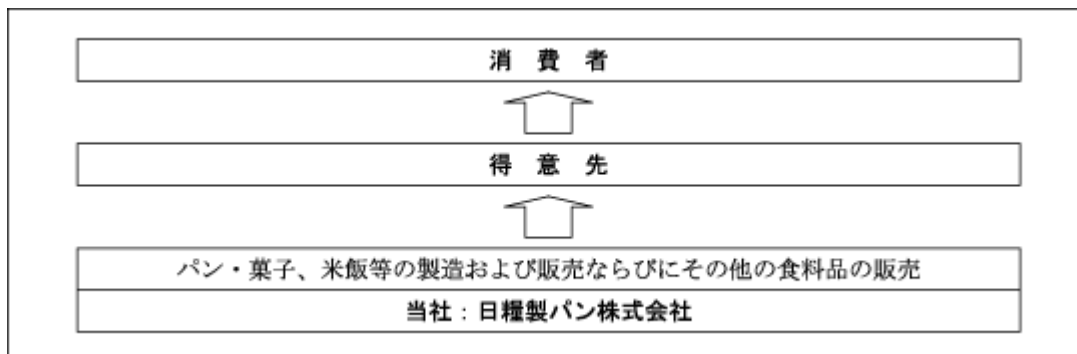 消 費 者
得 意 先
パン・菓子、米飯等の製造および販売ならびにその他の食料品の販売
当社：日糧製パン株式会社